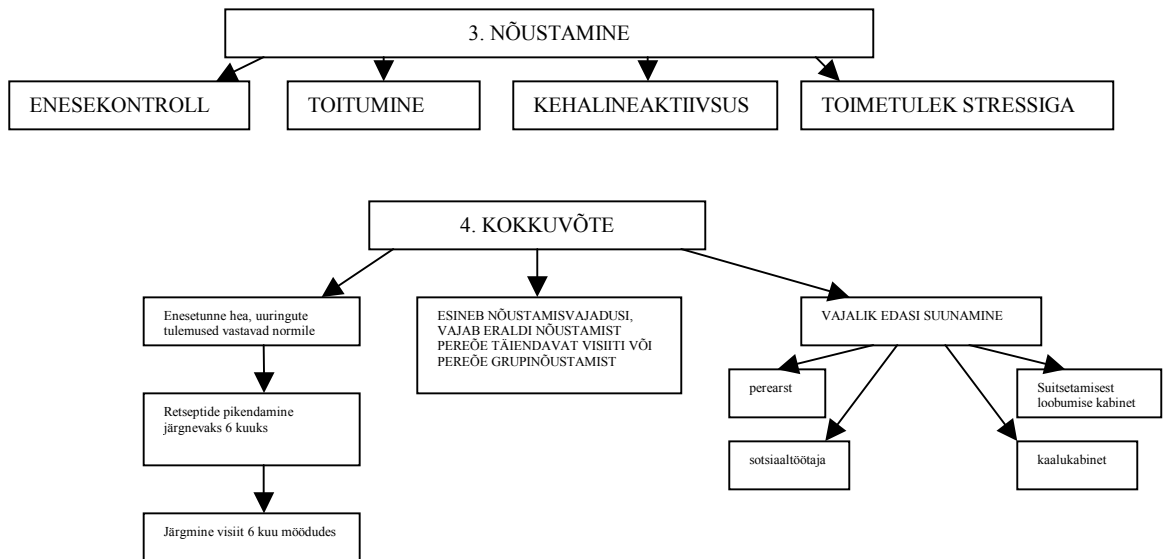 3. NÕUSTAMINE
ENESEKONTROLL
TOITUMINE
KEHALINEAKTIIVSUS
TOIMETULEK STRESSIGA
4. KOKKUVÕTE
Enesetunne hea, uuringute
tulemused vastavad normile
ESINEB NÕUSTAMISVAJADUSI,
VAJAB ERALDI NÕUSTAMIST
PEREÕE TÄIENDAVAT VISIITI VÕI
PEREÕE GRUPINÕUSTAMIST
VAJALIK EDASI SUUNAMINE
Retseptide pikendamine
järgnevaks 6 kuuks
perearst
Suitsetamisest
loobumise kabinet
sotsiaaltöötaja
kaalukabinet
Järgmine visiit 6 kuu möödudes